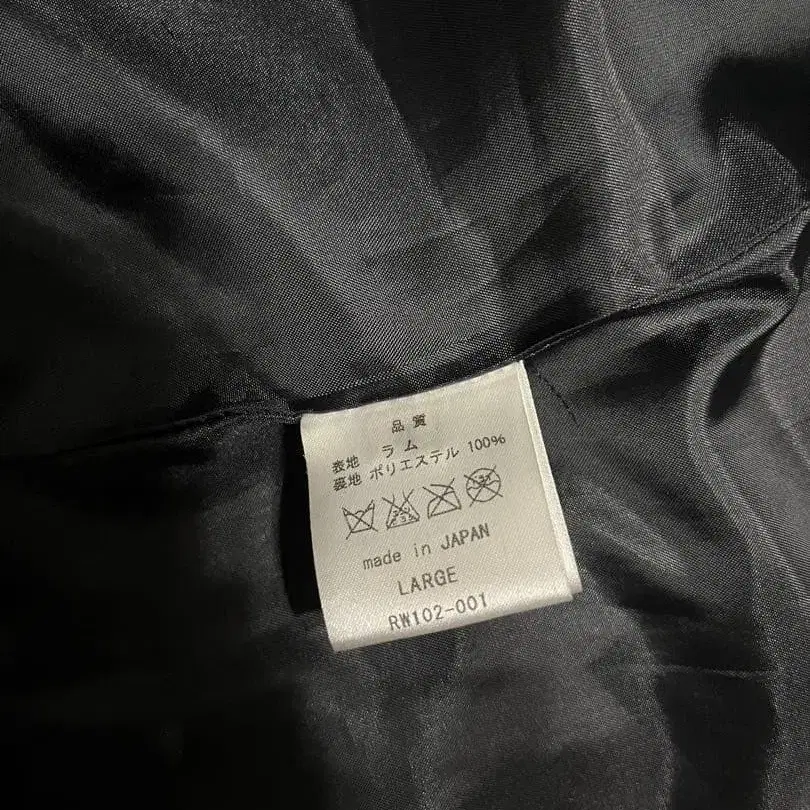 品質
表地 ラム
裏地 ポリエステル 100%
made in JAPAN
LARGE
RW102-001